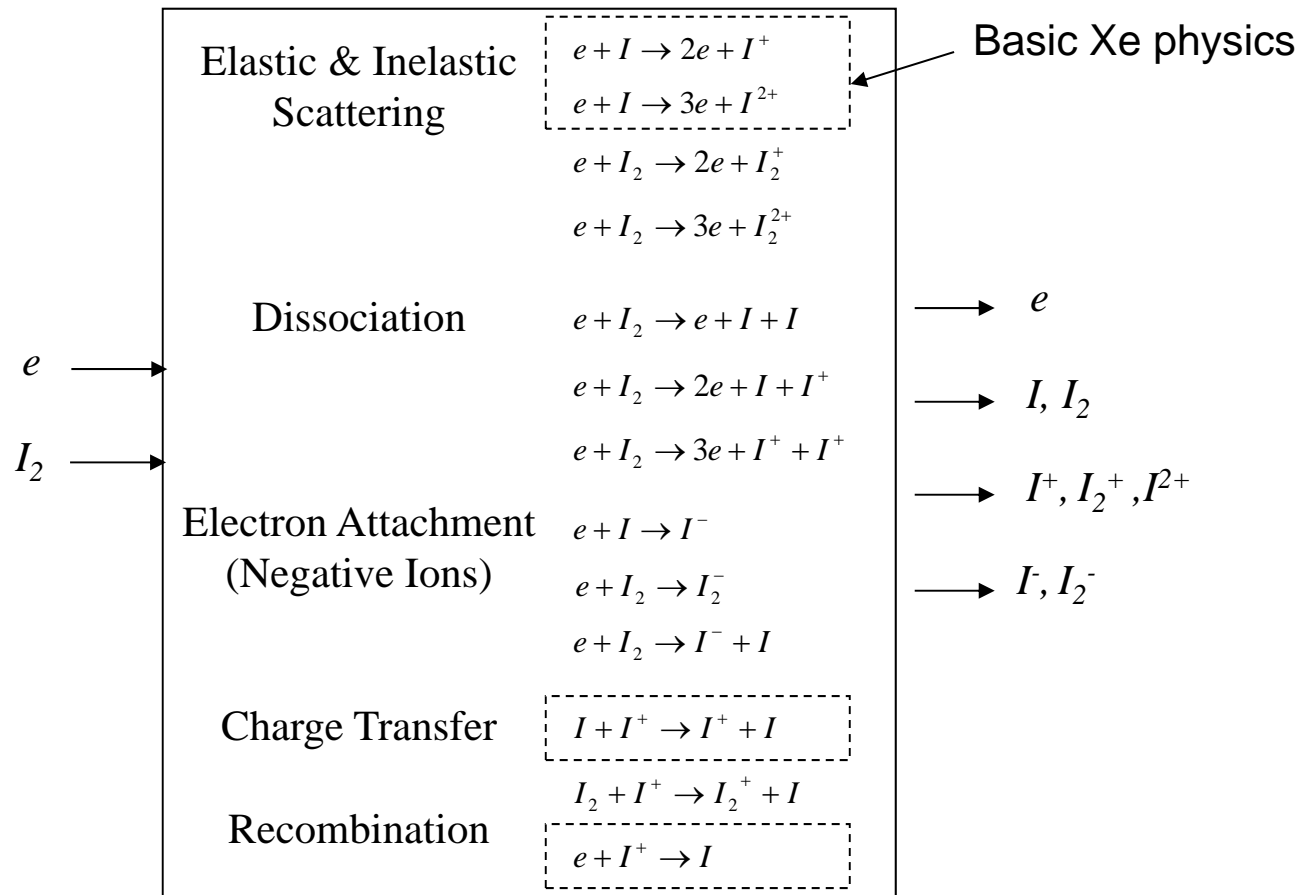 Elastic & Inelastic
Scattering
e + I → 2e + I⁺
e + I → 3e + I²⁺
e + I₂ → 2e + I₂⁺
e + I₂ → 3e + I₂²⁺
Basic Xe physics
Dissociation
e + I₂ → e + I + I
e + I₂ → 2e + I + I⁺
e + I₂ → 3e + I⁺ + I⁺
e
I₂
Electron Attachment
(Negative Ions)
e + I → I⁻
e + I₂ → I₂⁻
e + I₂ → I⁻ + I
Charge Transfer
I + I⁺ → I⁺ + I
I₂ + I⁺ → I₂⁺ + I
Recombination
e + I⁺ → I
e
I, I₂
I⁺, I₂⁺ ,I²⁺
I⁻, I₂⁻